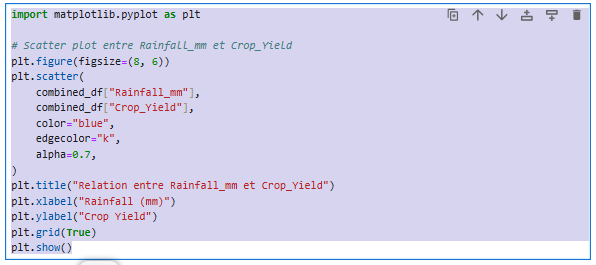 import matplotlib.pyplot as plt

# Scatter plot entre Rainfall_mm et Crop_Yield
plt.figure(figsize=(8, 6))
plt.scatter(
    combined_df["Rainfall_mm"],
    combined_df["Crop_Yield"],
    color="blue",
    edgecolor="k",
    alpha=0.7,
)
plt.title("Relation entre Rainfall_mm et Crop_Yield")
plt.xlabel("Rainfall (mm)")
plt.ylabel("Crop Yield")
plt.grid(True)
plt.show()